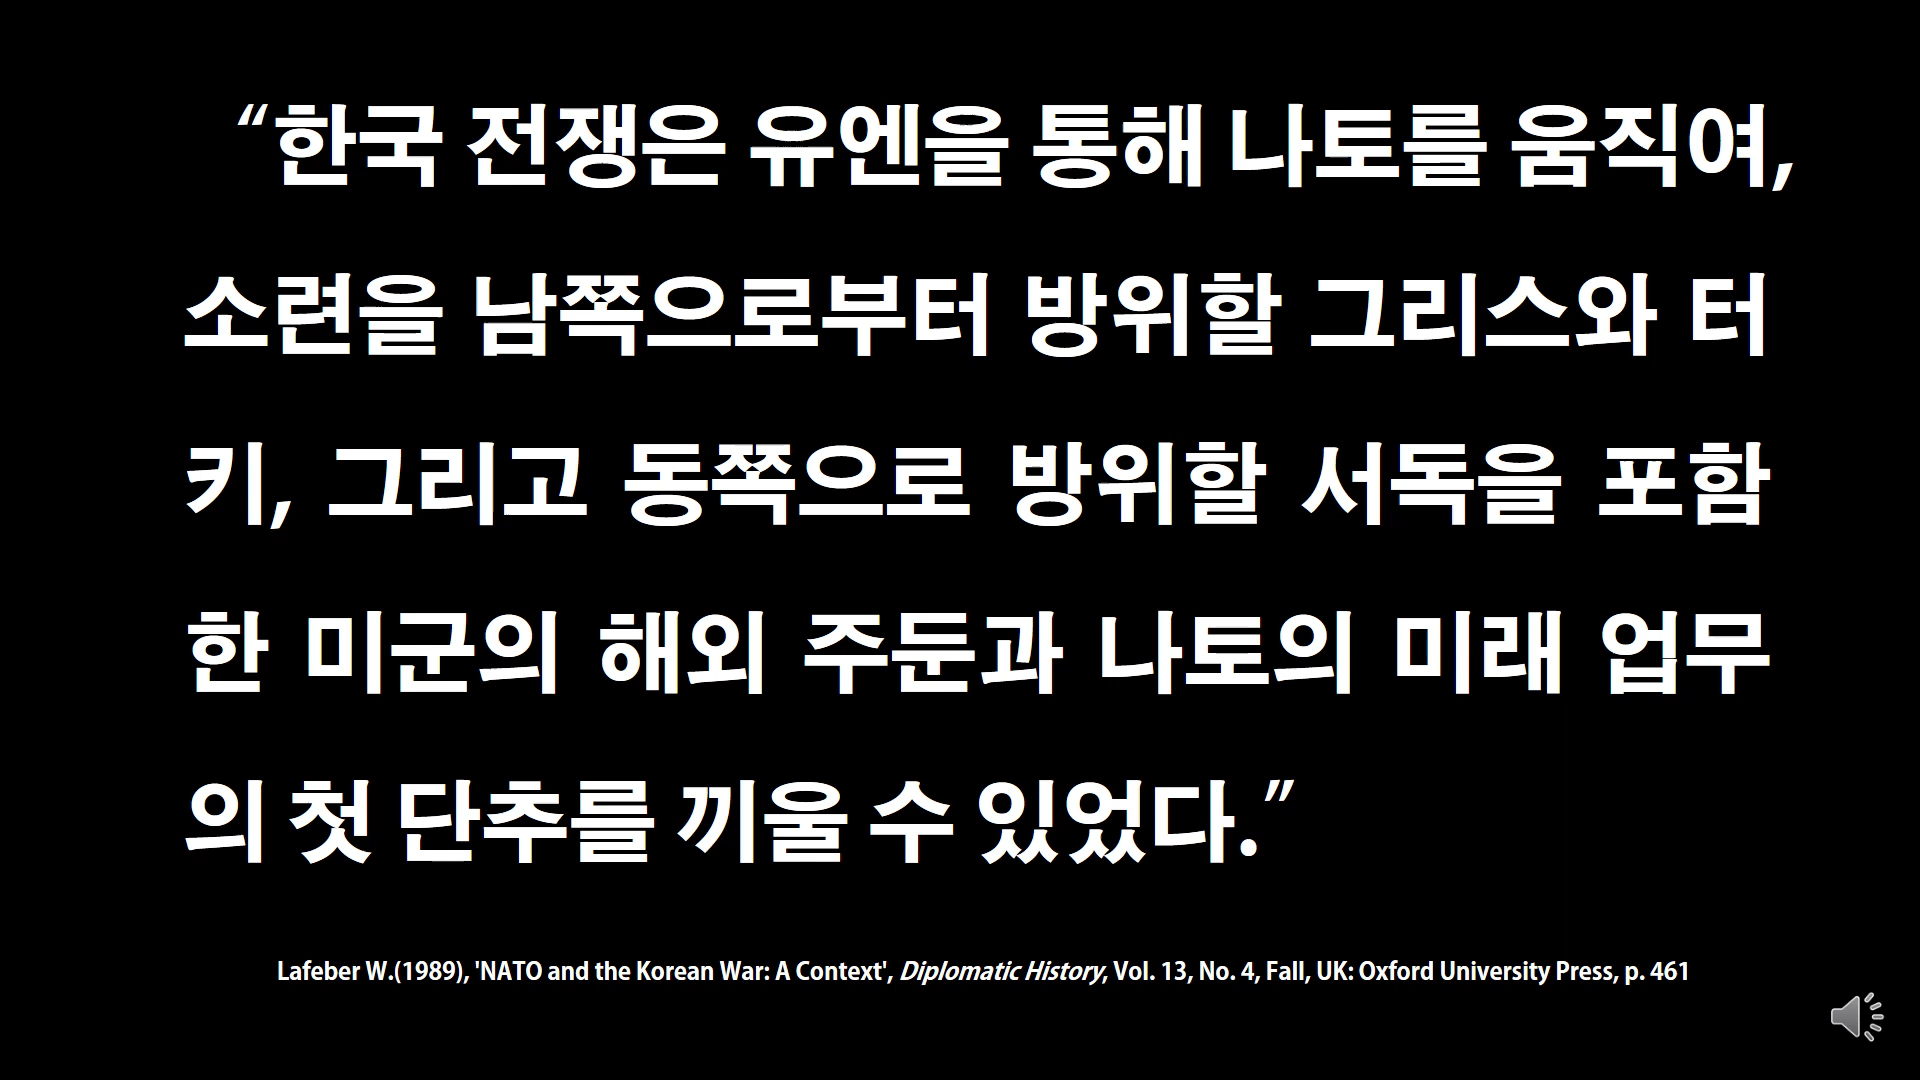 “한국 전쟁은 유엔을 통해 나토를 움직여,
소련을 남쪽으로부터 방위할 그리스와 터
키, 그리고 동쪽으로 방위할 서독을 포함
한 미군의 해외 주둔과 나토의 미래 업무
의 첫 단추를 끼울 수 있었다.”
Lafeber W.(1989), 'NATO and the Korean War: A Context', Diplomatic History, Vol. 13, No. 4, Fall, UK: Oxford University Press, p. 461